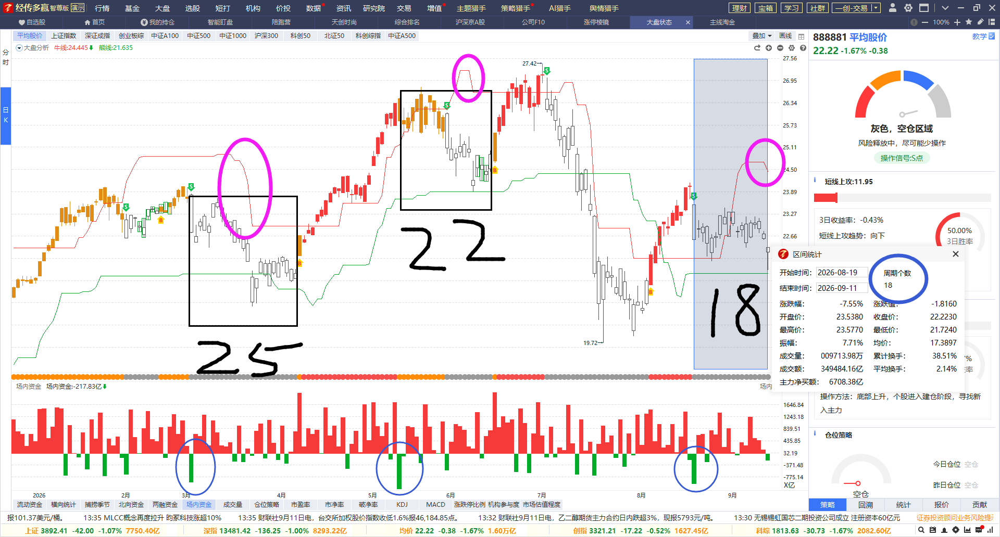 经传多赢 智尊版 演示 行情 基金 大盘 选股 短打 机构 价投 数据 资讯 研究院 交易 增值 主题猎手 策略猎手 AI猎手 舆情猎手 理财 宝箱 学习 社群 一创-交易
自选股 首页 我的持仓 智能盯盘 陪跑营 天创时尚 综合排名 沪深京A股 公司F10 涨停棱镜 大盘状态 主线淘金 100%
平均股价 上证指数 深证成指 创业板综 中证A100 中证500 中证1000 沪深300 科创50 北证50 科创综指 中证A500 叠加 画线
大盘分析 牛线:24.445 熊线:21.635
分时
日K
27.42
19.72
S
S
S
S
S
B
B
B
B
25
22
18
27.56
26.95
26.34
25.73
25.11
24.50
23.89
23.27
22.66
888881 平均股价 教学
22.22 -1.67% -0.38
灰色，空仓区域
风险释放中，尽可能少操作
操作信号:S点
短线上攻:11.95
3日收益率：-0.43%
短线上攻趋势：向下
50.00%
3日胜率
区间统计
开始时间： 2026-08-19
结束时间： 2026-09-11
周期个数
18
涨跌幅： -7.55% 涨跌值： -1.8160
开盘价： 23.5380 收盘价： 22.2230
最高价： 23.5770 最低价： 21.7240
振幅： 7.71% 均价： 17.3897
成交量： 009713.98万 累计换手： 38.51%
成交额： 349484.16亿 平均换手： 2.14%
主力净买额： 6708.38亿
操作方法：底部上升，个股进入建仓阶段，寻找新
入主力
仓位策略
今日仓位 空仓
昨日仓位 空仓
空仓
策略 回溯 统计 报价 贡献
场内资金 场内资金:-217.83亿
场内
1646.84
1243.18
839.51
435.85
32.19
-371.48
-775.14
X亿
2026 2月 3月 4月 5月 6月 7月 8月 9月
流动资金 横向统计 捕捞季节 北向资金 两融资金 场内资金 成交量 仓位策略 市盈率 市净率 破净率 KDJ MACD 涨跌停比例 机构参与度 市场估值程度
报101.37美元/桶。 13:35 MLCC概念再度拉升 昀冢科技涨超10% 13:35 财联社9月11日电，台交所加权股价指数收低1.6%报46,184.85点。 13:32 财联社9月11日电，乙二醇期货主力合约日内跌超3%，现报5793元/吨。 13:30 无锡锡虹国芯二期投资公司成立 注册资本60亿元 证券投资顾问业务风险提
上证 3892.41 -42.00 -1.07% 7750.40亿 深指 13481.42 -136.25 -1.00% 8293.22亿 均价 22.22 -0.38 -1.67% 1.60万亿 创指 3321.21 -17.22 -0.52% 1627.45亿 科综 1813.63 -30.73 -1.67% 2082.60亿